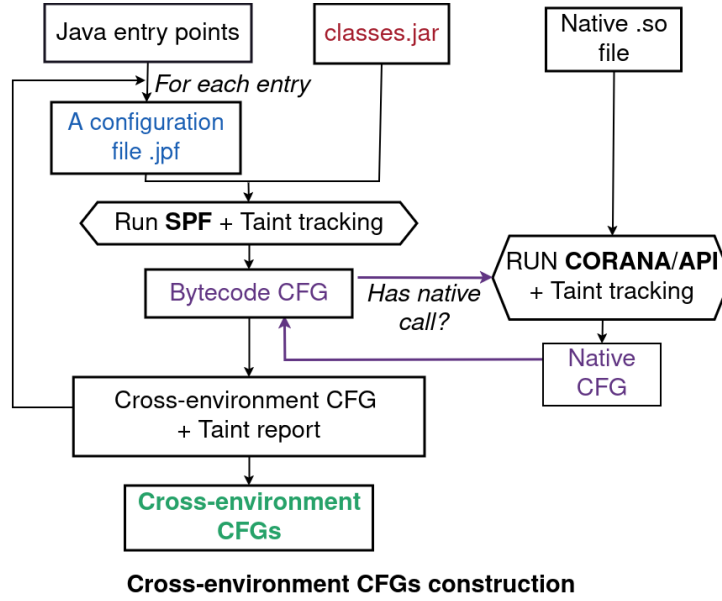 Java entry points
classes.jar
Native .so
file
For each entry
A configuration
file .jpf
Run SPF + Taint tracking
RUN CORANA/API
+ Taint tracking
Bytecode CFG
Has native
call?
Native
CFG
Cross-environment CFG
+ Taint report
Cross-environment
CFGs
Cross-environment CFGs construction